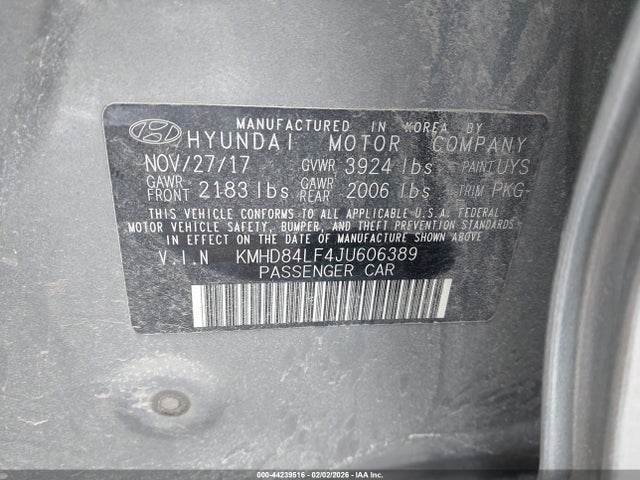 MANUFACTURED IN KOREA BY
HYUNDAI MOTOR COMPANY
NOV/27/17 GVWR 3924 lbs PAINT UYS
GAWR FRONT 2183 lbs GAWR REAR 2006 lbs TRIM PKG
THIS VEHICLE CONFORMS TO ALL APPLICABLE U.S.A. FEDERAL
MOTOR VEHICLE SAFETY, BUMPER, AND THEFT PREVENTION STANDARDS
IN EFFECT ON THE DATE OF MANUFACTURE SHOWN ABOVE
V.I.N KMHD84LF4JU606389
PASSENGER CAR
000-44239516 - 02/02/2026 - IAA, Inc.